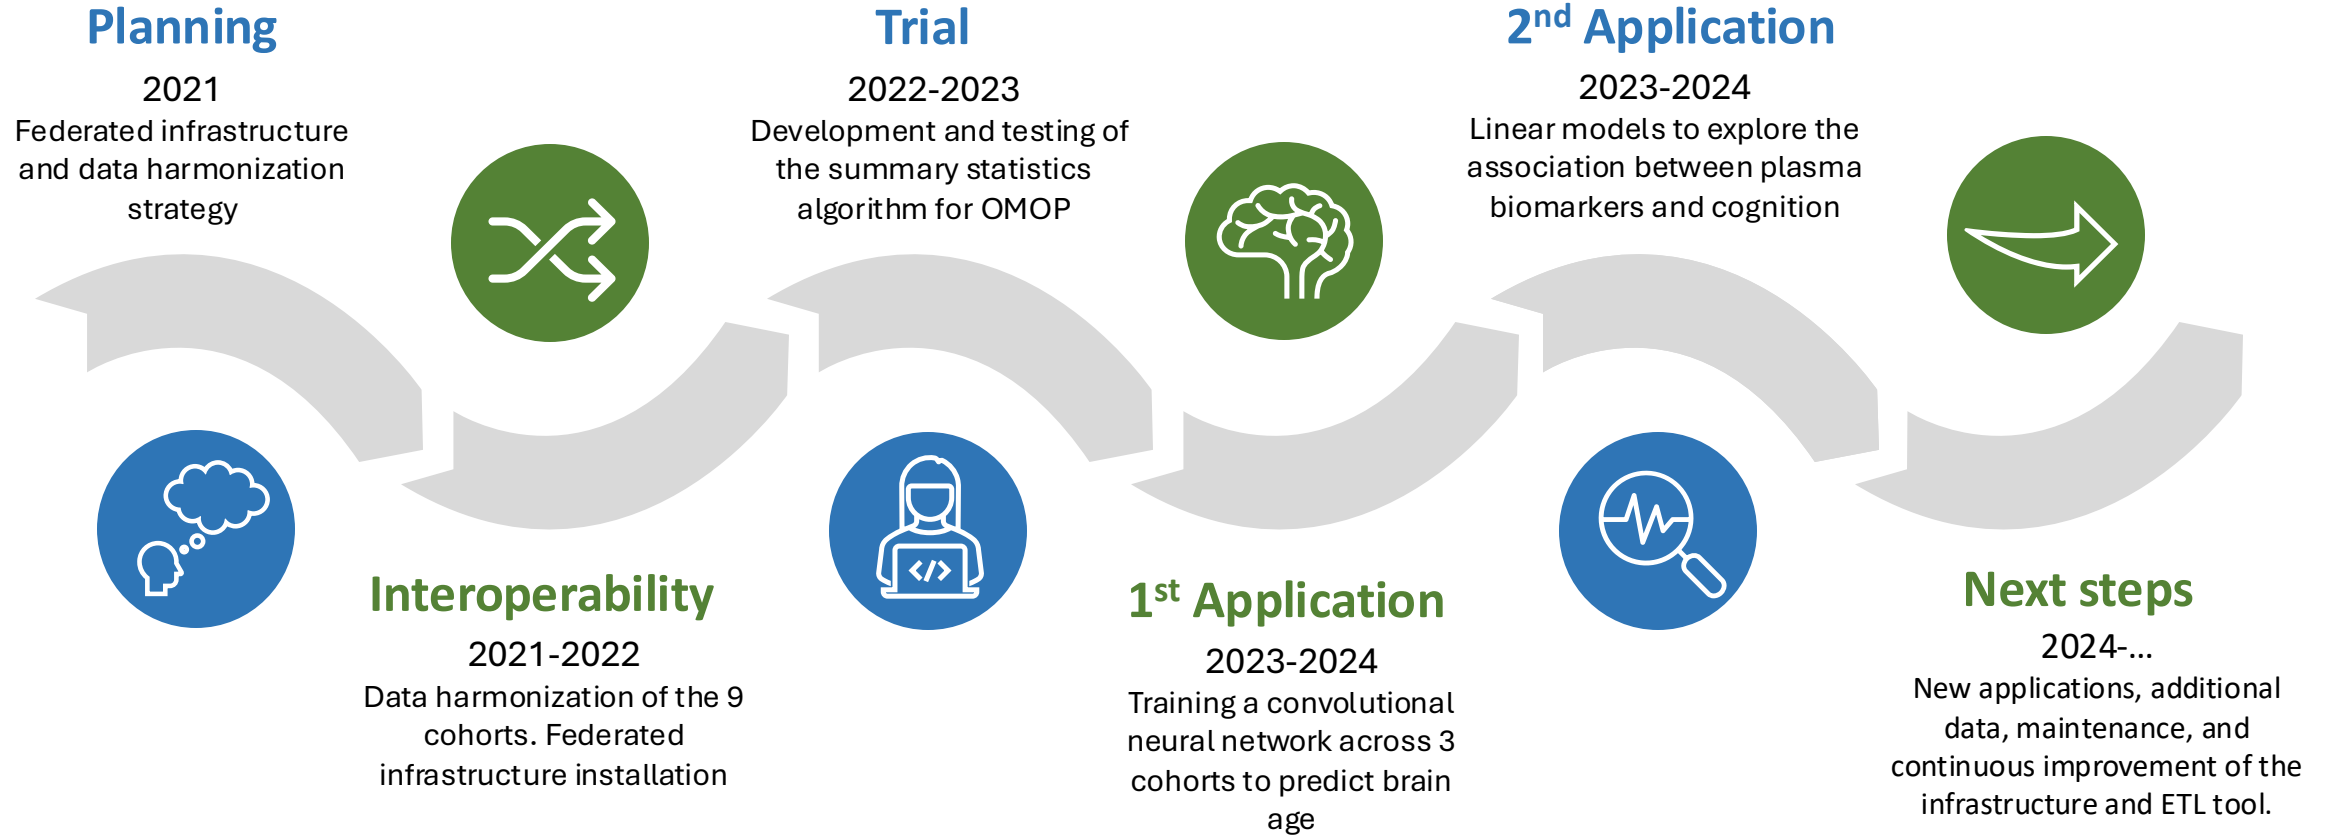 Planning
2021
Federated infrastructure
and data harmonization
strategy
Interoperability
2021-2022
Data harmonization of the 9
cohorts. Federated
infrastructure installation
Trial
2022-2023
Development and testing of
the summary statistics
algorithm for OMOP
</>
1st Application
2023-2024
Training a convolutional
neural network across 3
cohorts to predict brain
age
2nd Application
2023-2024
Linear models to explore the
association between plasma
biomarkers and cognition
Next steps
2024-...
New applications, additional
data, maintenance, and
continuous improvement of the
infrastructure and ETL tool.